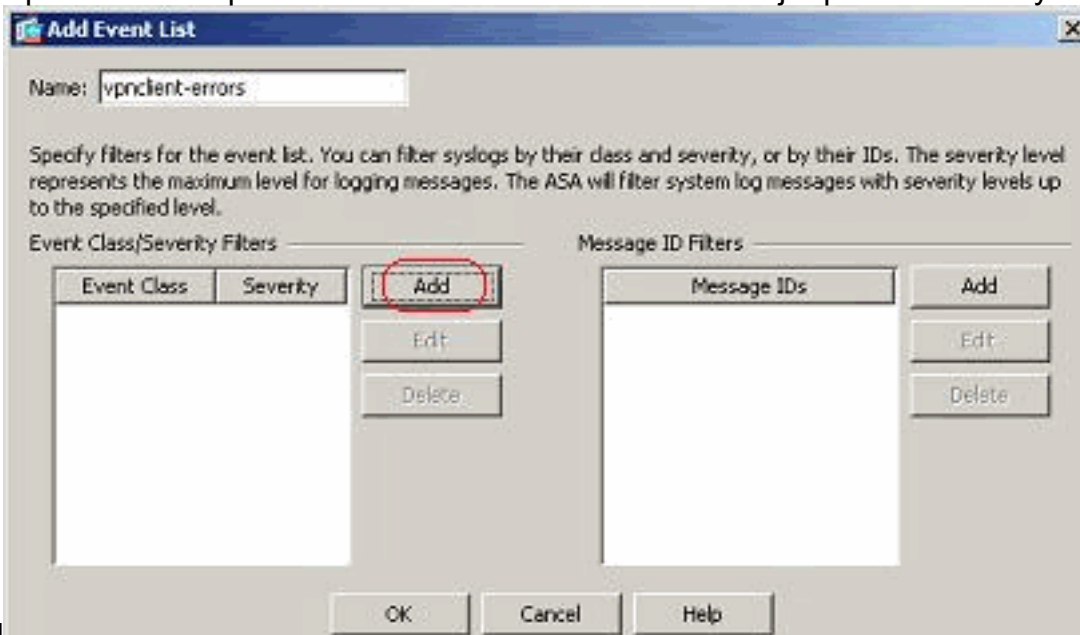 Add Event List
Name: vpnclient-errors
Specify filters for the event list. You can filter syslogs by their class and severity, or by their IDs. The severity level
represents the maximum level for logging messages. The ASA will filter system log messages with severity levels up
to the specified level.
Event Class/Severity Filters
Event Class Severity
Add
Edit
Delete
Message ID Filters
Message IDs
Add
Edit
Delete
OK Cancel Help